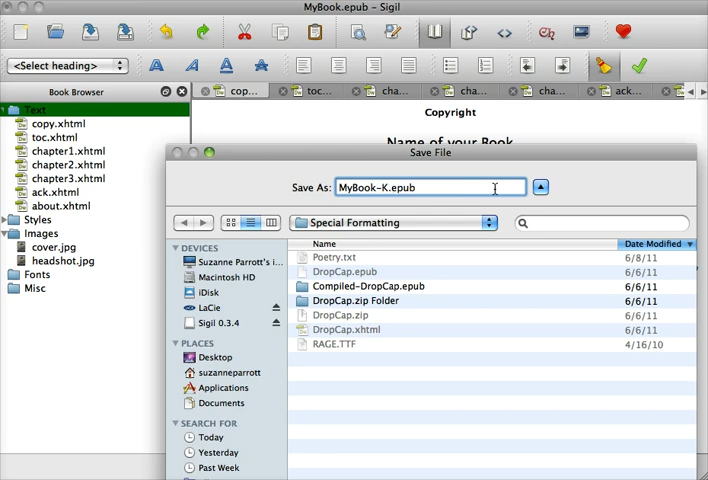 MyBook.epub - Sigil
<Select heading>
Book Browser
cop...
toc...
cha...
cha...
cha...
ack...
Text
copy.xhtml
toc.xhtml
chapter1.xhtml
chapter2.xhtml
chapter3.xhtml
ack.xhtml
about.xhtml
Styles
Images
cover.jpg
headshot.jpg
Fonts
Misc
Copyright
Name of your Book
Save File
Save As: MyBook-K.epub
Special Formatting
DEVICES
Suzanne Parrott's i...
Macintosh HD
iDisk
LaCie
Sigil 0.3.4
PLACES
Desktop
suzanneparrott
Applications
Documents
SEARCH FOR
Today
Yesterday
Past Week
Name Date Modified
Poetry.txt 6/8/11
DropCap.epub 6/6/11
Compiled-DropCap.epub 6/6/11
DropCap.zip Folder 6/6/11
DropCap.zip 6/6/11
DropCap.xhtml 6/6/11
RAGE.TTF 4/16/10